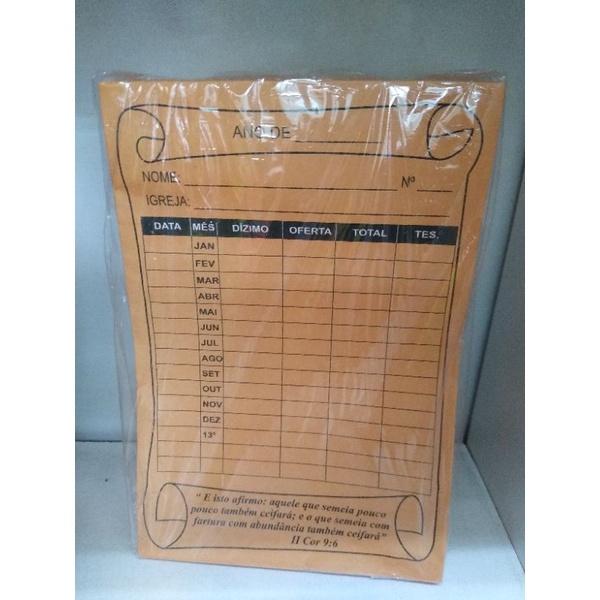 ANO DE
NOME: Nº
IGREJA:
DATA MÊS DÍZIMO OFERTA TOTAL TES.
JAN
FEV
MAR
ABR
MAI
JUN
JUL
AGO
SET
OUT
NOV
DEZ
13º
" E isto afirmo: aquele que semeia pouco
pouco também ceifará; e o que semeia com
fartura com abundância também ceifará"
II Cor 9:6